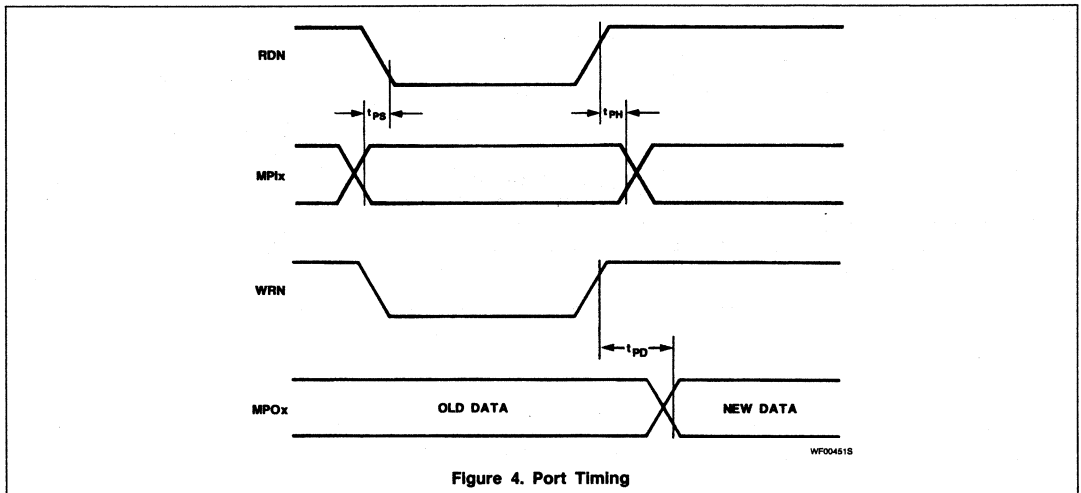 RDN
tPS
tPH
MPIx
WRN
tPD
MPOx
OLD DATA
NEW DATA
WF00451S
Figure 4. Port Timing